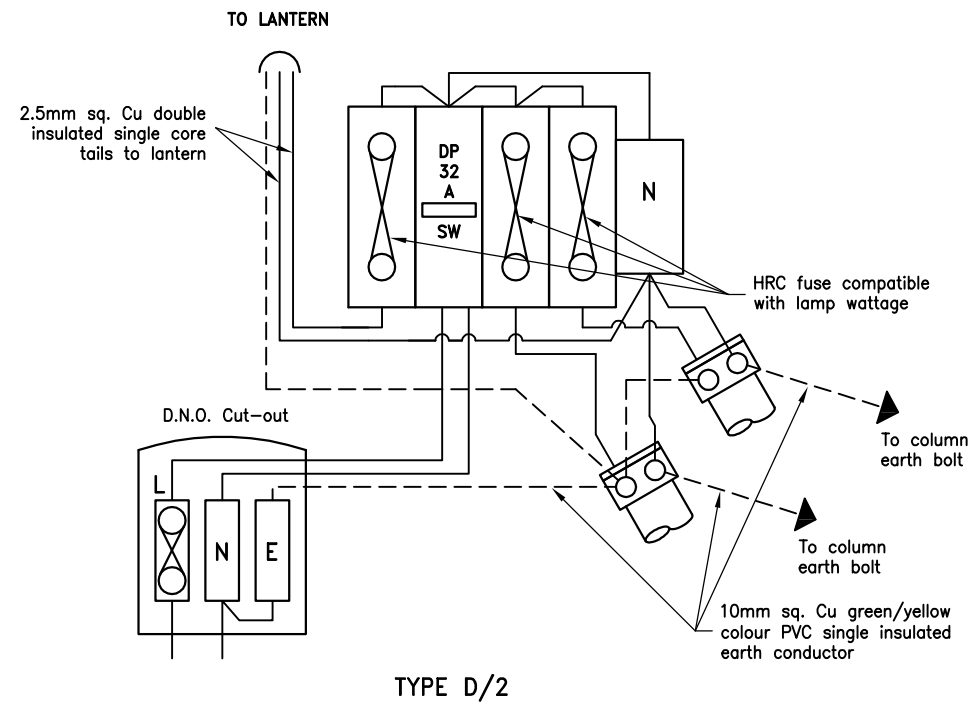 TO LANTERN
2.5mm sq. Cu double
insulated single core
tails to lantern
DP
32
A
SW
N
HRC fuse compatible
with lamp wattage
D.N.O. Cut-out
L
N
E
To column
earth bolt
To column
earth bolt
10mm sq. Cu green/yellow
colour PVC single insulated
earth conductor
TYPE D/2